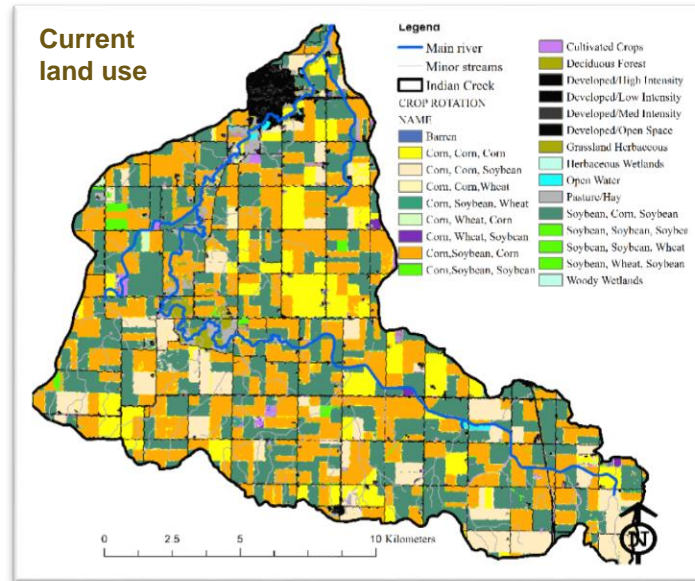 Current
land use
Legend
Main river
Minor streams
Indian Creek
CROP ROTATION
NAME
Barren
Corn, Corn, Corn
Corn, Corn, Soybean
Corn, Corn,Wheat
Corn, Soybean, Wheat
Corn, Wheat, Corn
Corn, Wheat, Soybean
Corn,Soybean, Corn
Corn,Soybean, Soybean
Cultivated Crops
Deciduous Forest
Developed/High Intensity
Developed/Low Intensity
Developed/Med Intensity
Developed/Open Space
Grassland Herbaceous
Herbaceous Wetlands
Open Water
Pasture/Hay
Soybean, Corn, Soybean
Soybean, Soybean, Soybea
Soybean, Soybean, Wheat
Soybean, Wheat, Soybean
Woody Wetlands
0 2.5 5 10 Kilometers
N